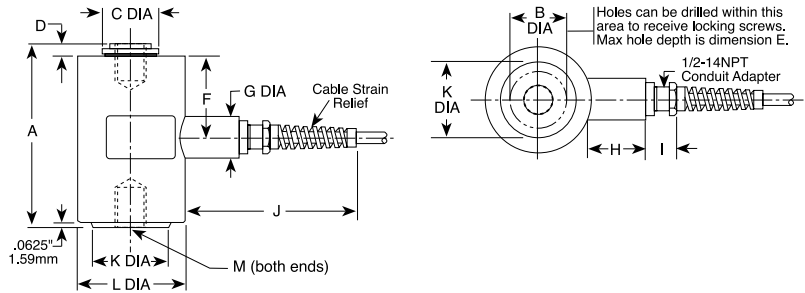 C DIA
D
A
F
G DIA
Cable Strain
Relief
J
.0625"
1.59mm
K DIA
L DIA
M (both ends)
B
DIA
Holes can be drilled within this
area to receive locking screws.
Max hole depth is dimension E.
1/2-14NPT
Conduit Adapter
K
DIA
H
I